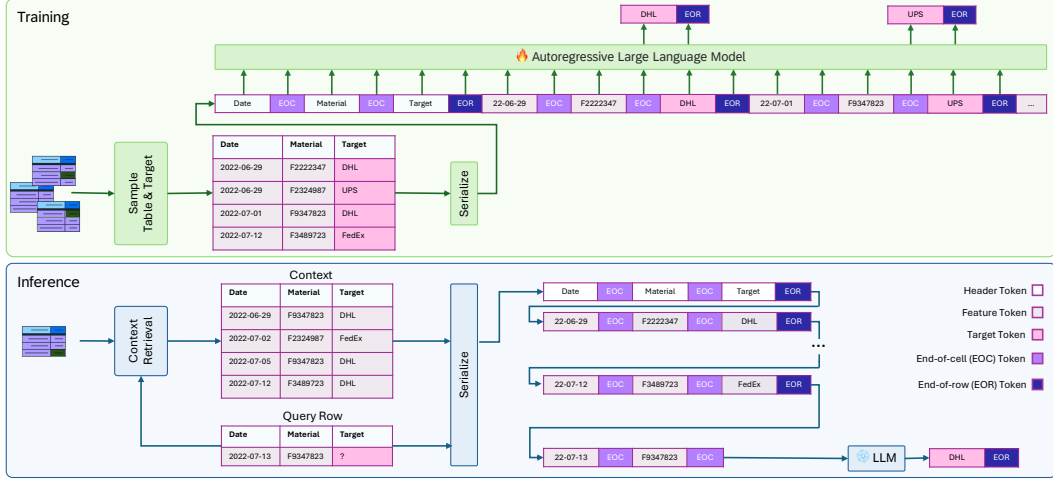 Training
DHL EOR UPS EOR
Autoregressive Large Language Model
Date EOC Material EOC Target EOR 22-06-29 EOC F2222347 EOC DHL EOR 22-07-01 EOC F9347823 EOC UPS EOR ...
Sample
Table & Target
Date Material Target
2022-06-29 F2222347 DHL
2022-06-29 F2324987 UPS
2022-07-01 F9347823 DHL
2022-07-12 F3489723 FedEx
Serialize
Inference
Context
Retrieval
Context
Date Material Target
2022-06-29 F9347823 DHL
2022-07-02 F2324987 FedEx
2022-07-05 F9347823 DHL
2022-07-12 F3489723 DHL
Query Row
Date Material Target
2022-07-13 F9347823 ?
Serialize
Date EOC Material EOC Target EOR
22-06-29 EOC F2222347 EOC DHL EOR
...
22-07-12 EOC F3489723 EOC FedEx EOR
22-07-13 EOC F9347823 EOC
LLM
DHL EOR
Header Token
Feature Token
Target Token
End-of-cell (EOC) Token
End-of-row (EOR) Token